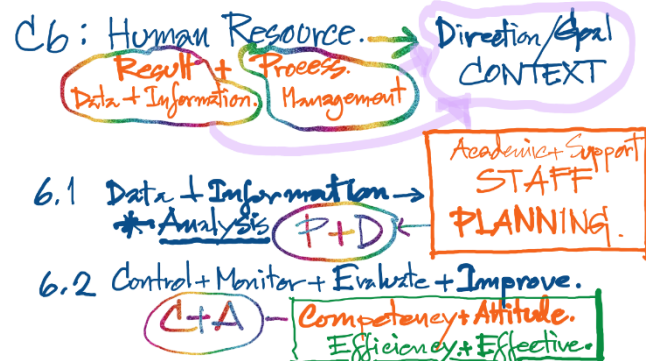 C6: Human Resource. → Direction/Goal
CONTEXT
Result + Process.
Data + Information. Management
Academic + Support
STAFF
PLANNING.
6.1 Data + Information →
* Analysis P+D
6.2 Control + Monitor + Evaluate + Improve.
C+A - Competency + Attitude.
Efficiency + Effective.